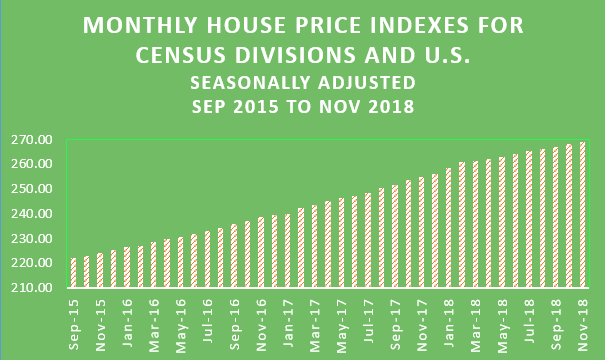 MONTHLY HOUSE PRICE INDEXES FOR
CENSUS DIVISIONS AND U.S.
SEASONALLY ADJUSTED
SEP 2015 TO NOV 2018
270.00
260.00
250.00
240.00
230.00
220.00
210.00
Sep-15
Nov-15
Jan-16
Mar-16
May-16
Jul-16
Sep-16
Nov-16
Jan-17
Mar-17
May-17
Jul-17
Sep-17
Nov-17
Jan-18
Mar-18
May-18
Jul-18
Sep-18
Nov-18